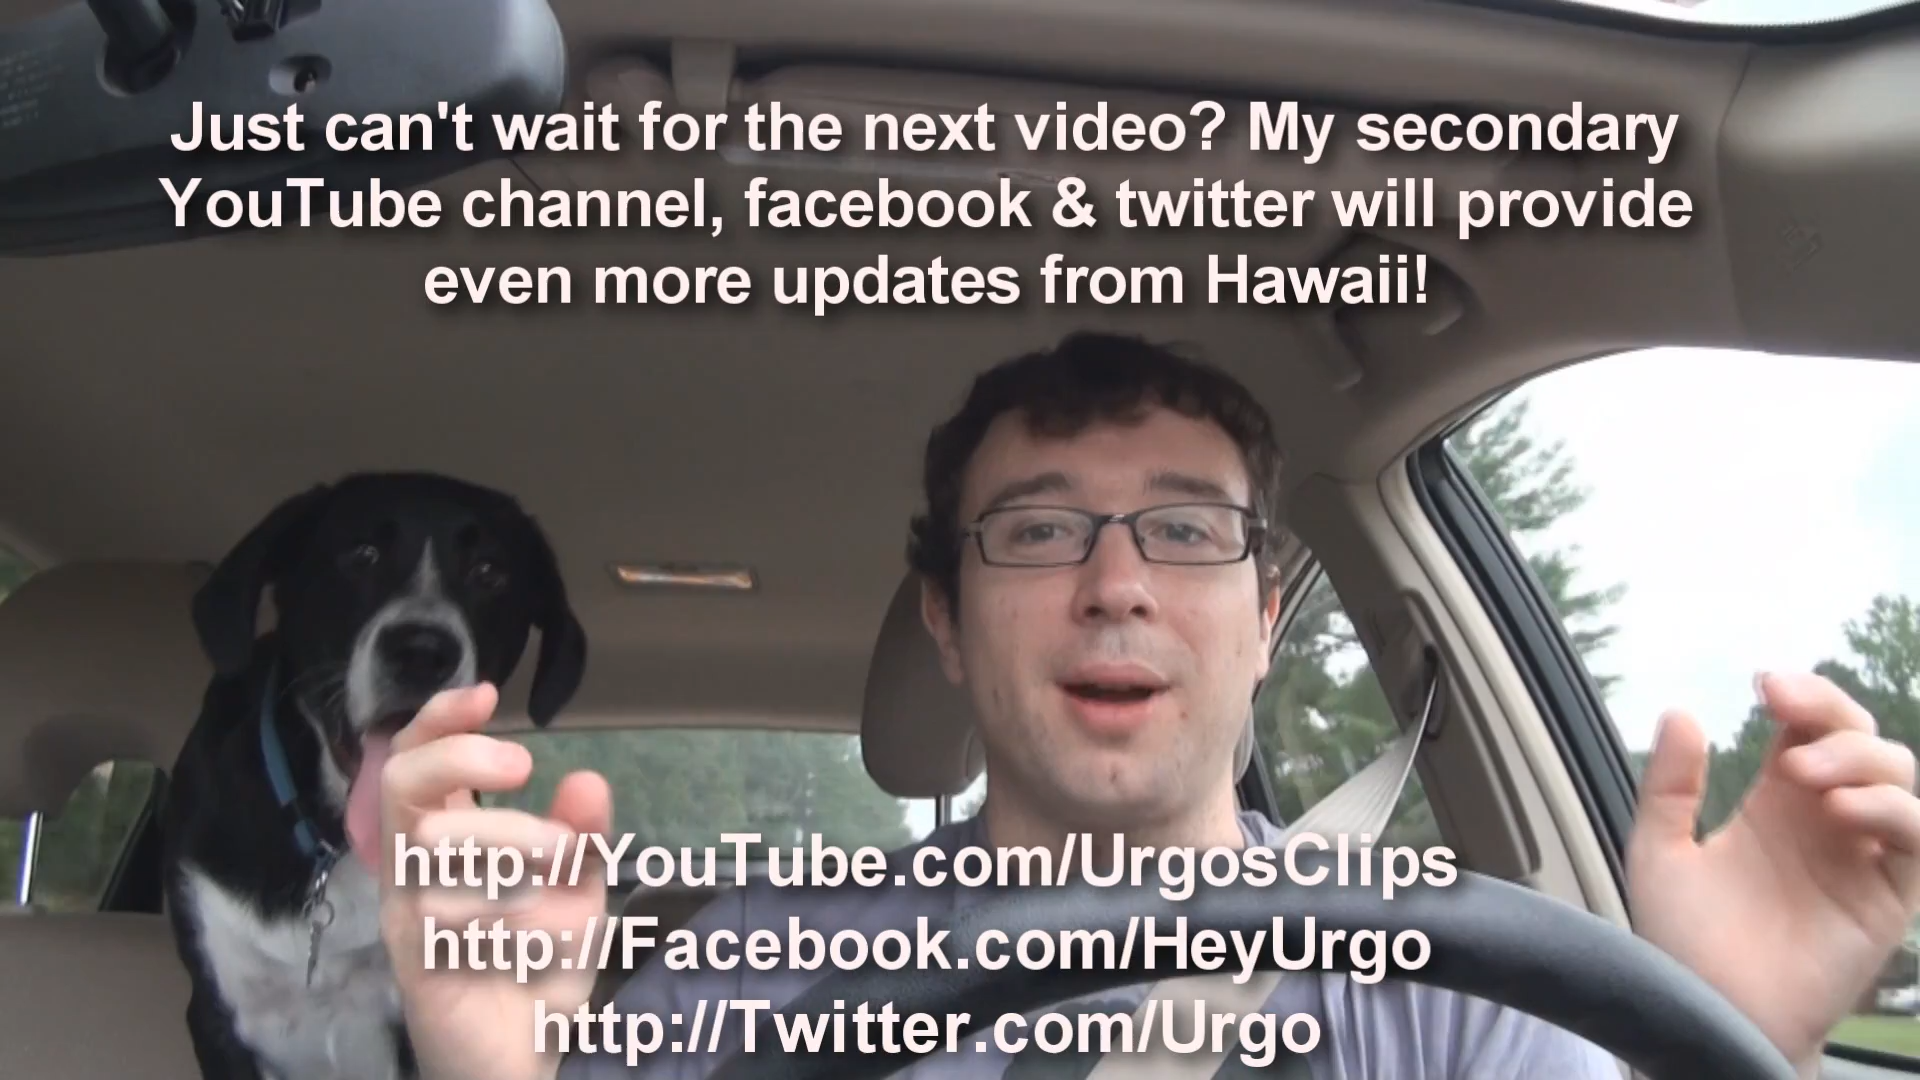 Just can't wait for the next video? My secondary
YouTube channel, facebook & twitter will provide
even more updates from Hawaii!
http://YouTube.com/UrgosClips
http://Facebook.com/HeyUrgo
http://Twitter.com/Urgo